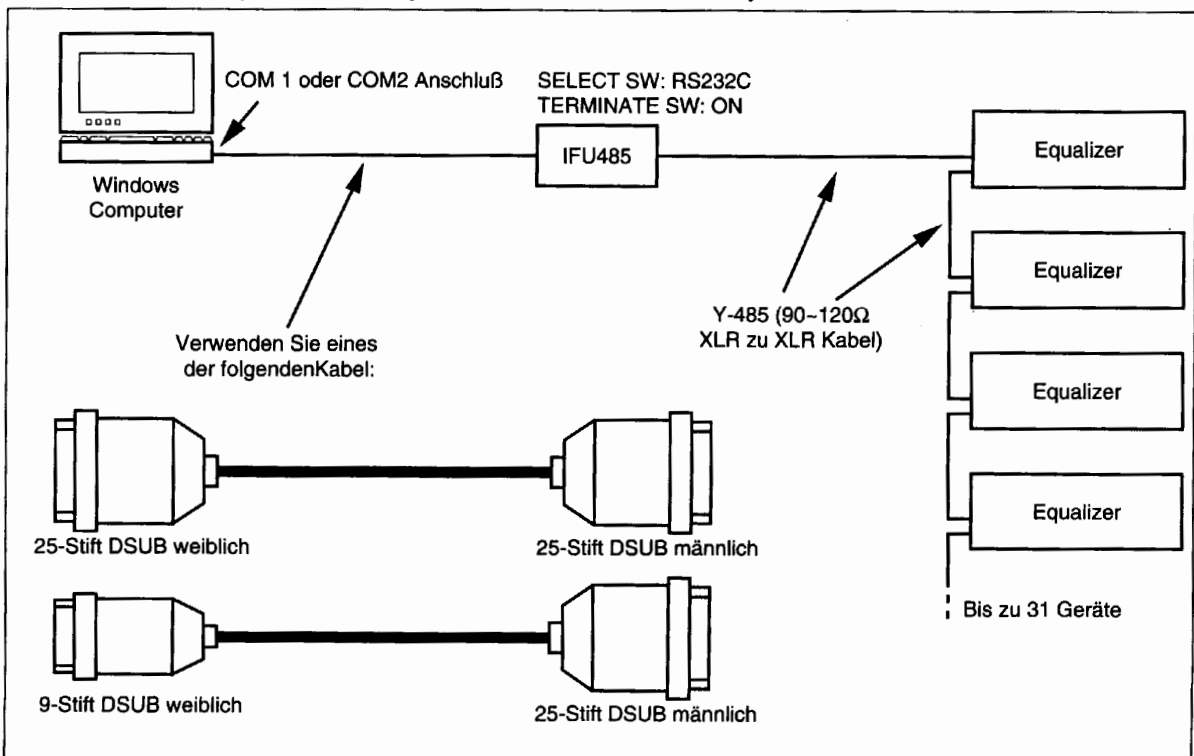 COM 1 oder COM2 Anschluß
SELECT SW: RS232C
TERMINATE SW: ON
IFU485
Equalizer
Windows
Computer
Equalizer
Y-485 (90~120Ω
XLR zu XLR Kabel)
Verwenden Sie eines
der folgendenKabel:
Equalizer
Equalizer
25-Stift DSUB weiblich
25-Stift DSUB männlich
Bis zu 31 Geräte
9-Stift DSUB weiblich
25-Stift DSUB männlich